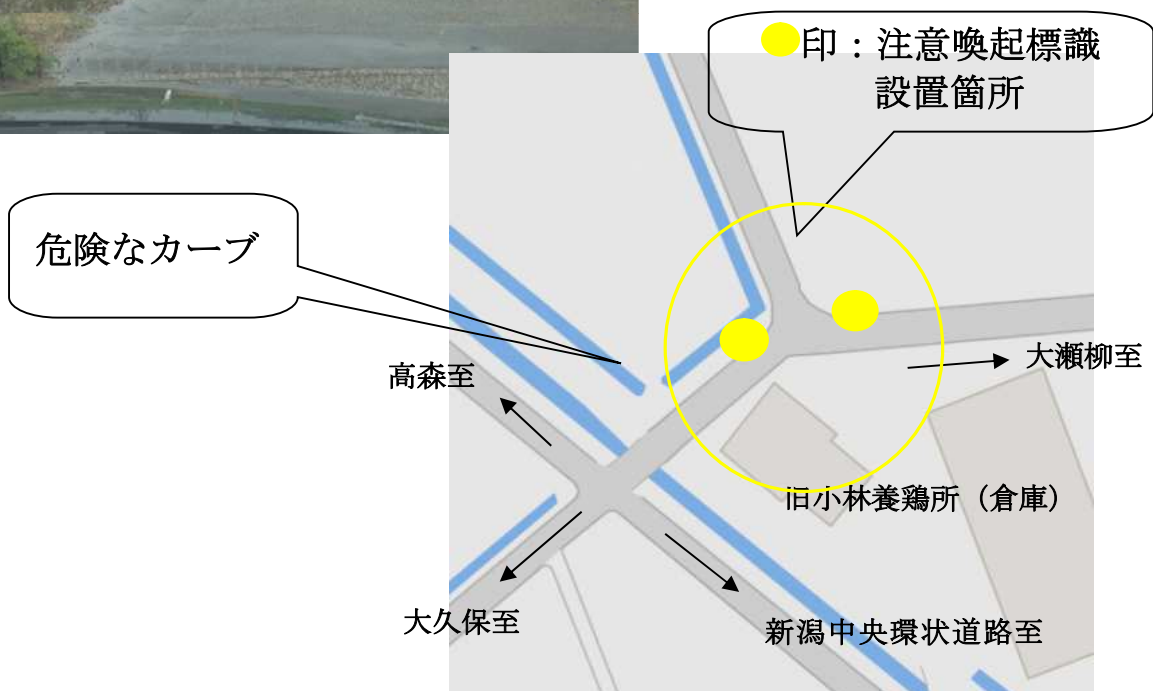 印：注意喚起標識
設置箇所
危険なカーブ
大瀬柳至
高森至
旧小林養鶏所（倉庫）
大久保至
新潟中央環状道路至